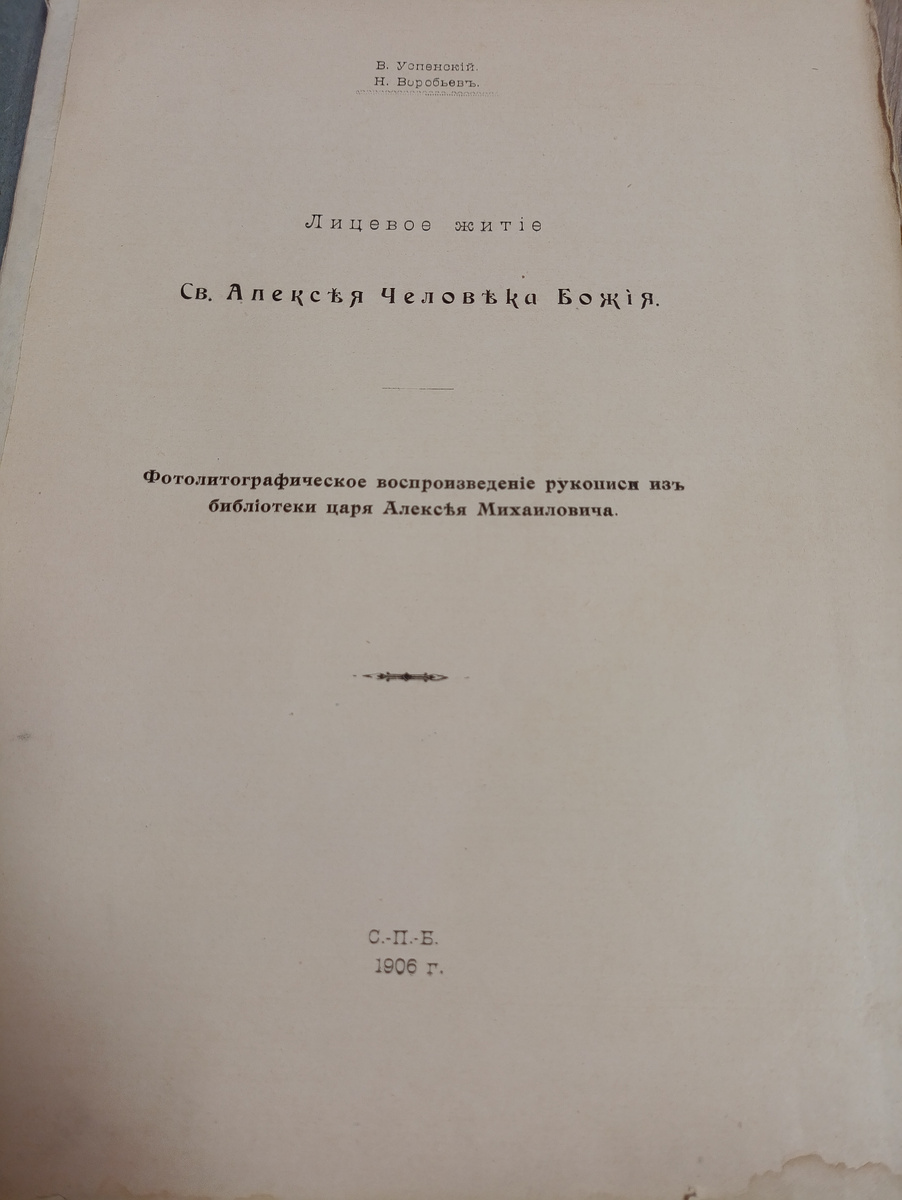 В. Успенскій.
Н. Воробьевъ.
Лицевое житіе
Св. Алексѣя Человѣка Божія.
Фотолитографическое воспроизведеніе рукописи изъ
библіотеки царя Алексѣя Михаиловича.
С.-П.-Б.
1906 г.